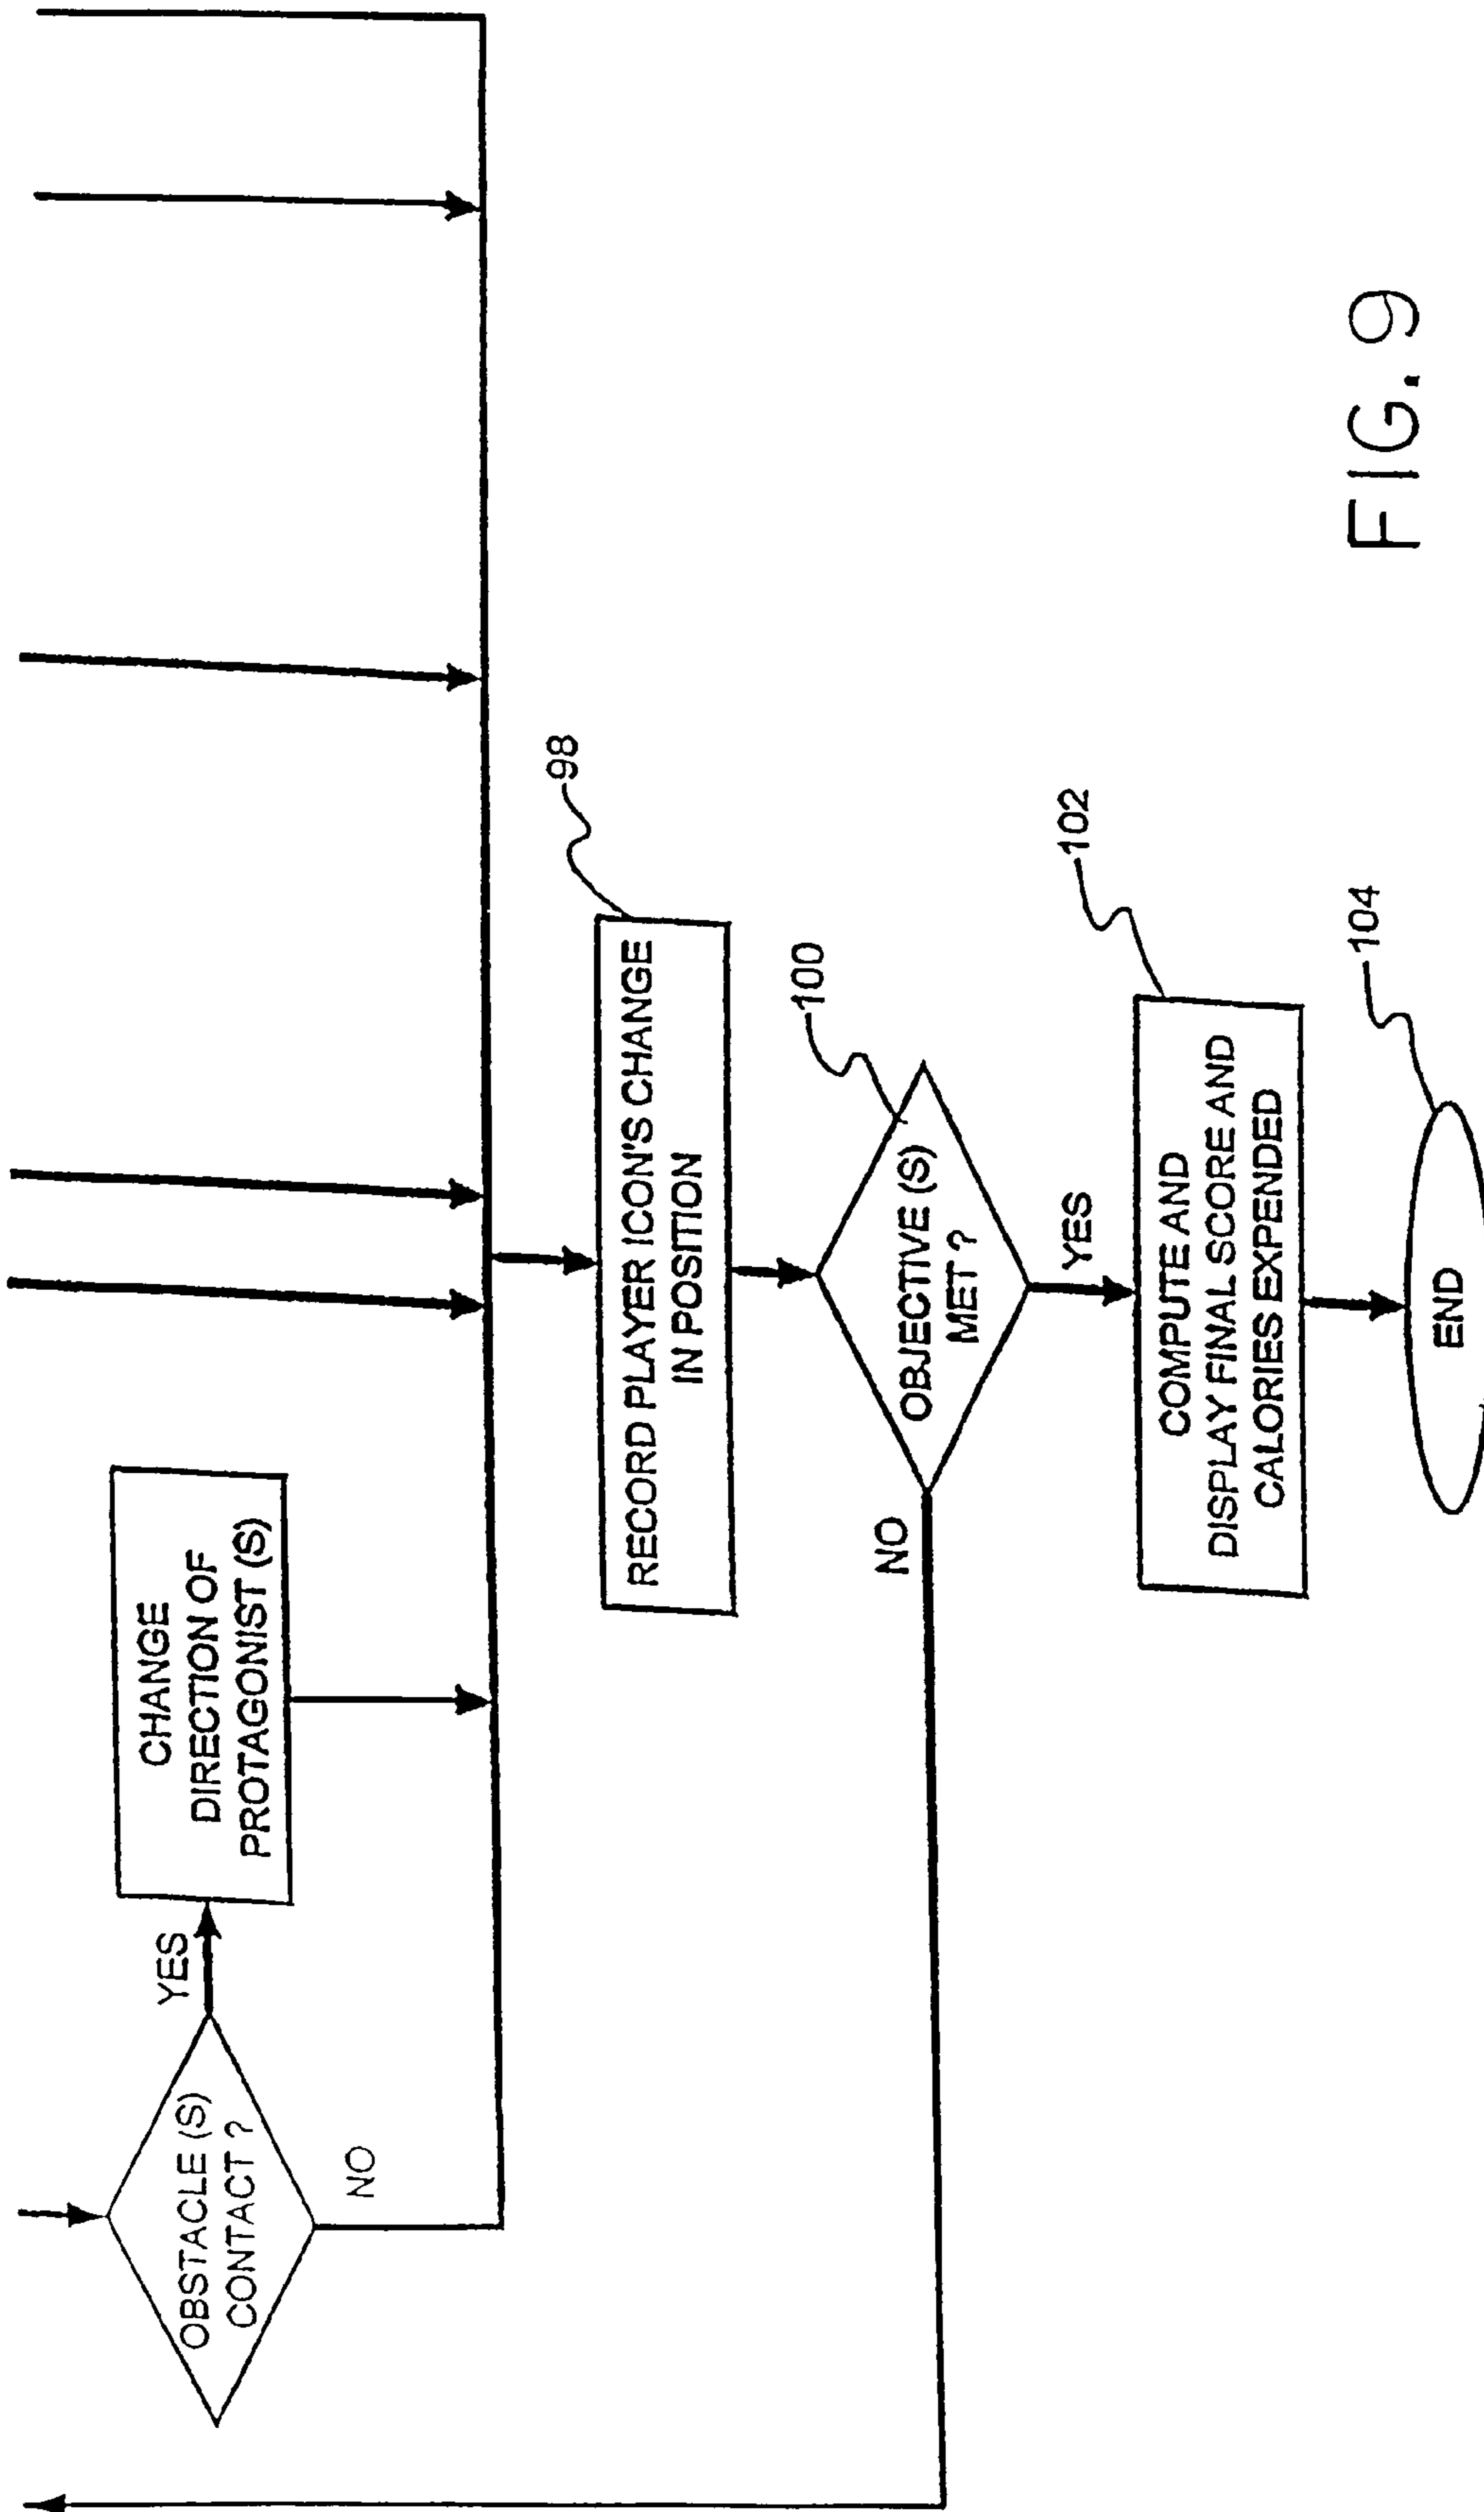 OBSTACLE (S)
CONTACT ?
YES
NO
CHANGE
DIRECTION OF
PROTAGONIST (S)
98
RECORD PLAYER ICON'S CHANGE
IN POSITION
100
OBJECTIVE (S)
MET ?
NO
YES
102
COMPUTE AND
DISPLAY FINAL SCORE AND
CALORIES EXPENDED
104
END
FIG. 9